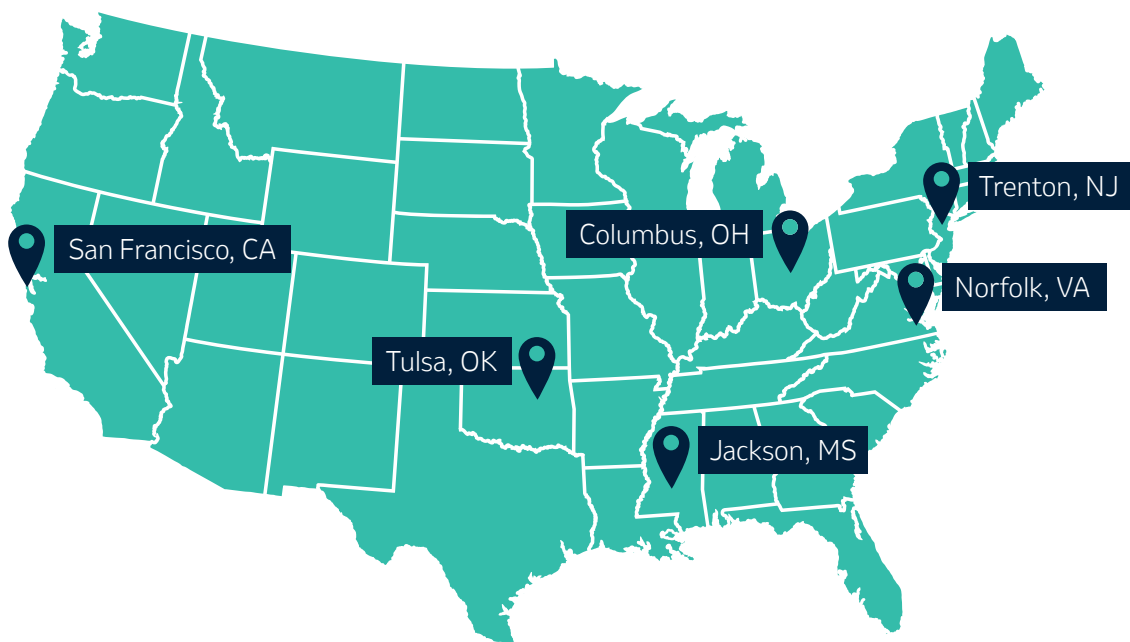 Trenton, NJ
Columbus, OH
San Francisco, CA
Norfolk, VA
Tulsa, OK
Jackson, MS